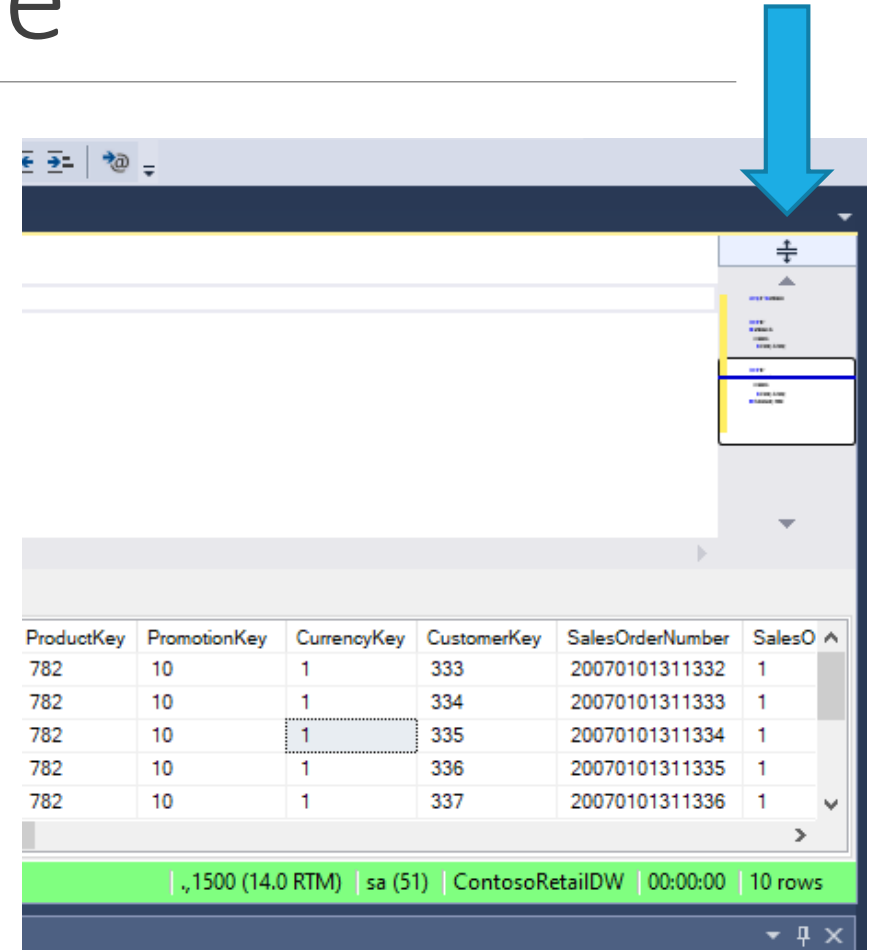 e
ProductKey PromotionKey CurrencyKey CustomerKey SalesOrderNumber SalesO
782 10 1 333 20070101311332 1
782 10 1 334 20070101311333 1
782 10 1 335 20070101311334 1
782 10 1 336 20070101311335 1
782 10 1 337 20070101311336 1
.,1500 (14.0 RTM) sa (51) ContosoRetailDW 00:00:00 10 rows